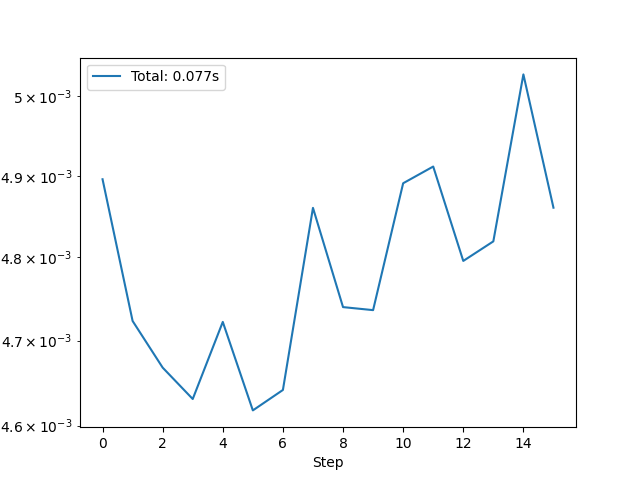 Total: 0.077s
5 × 10⁻³
4.9 × 10⁻³
4.8 × 10⁻³
4.7 × 10⁻³
4.6 × 10⁻³
0 2 4 6 8 10 12 14
Step